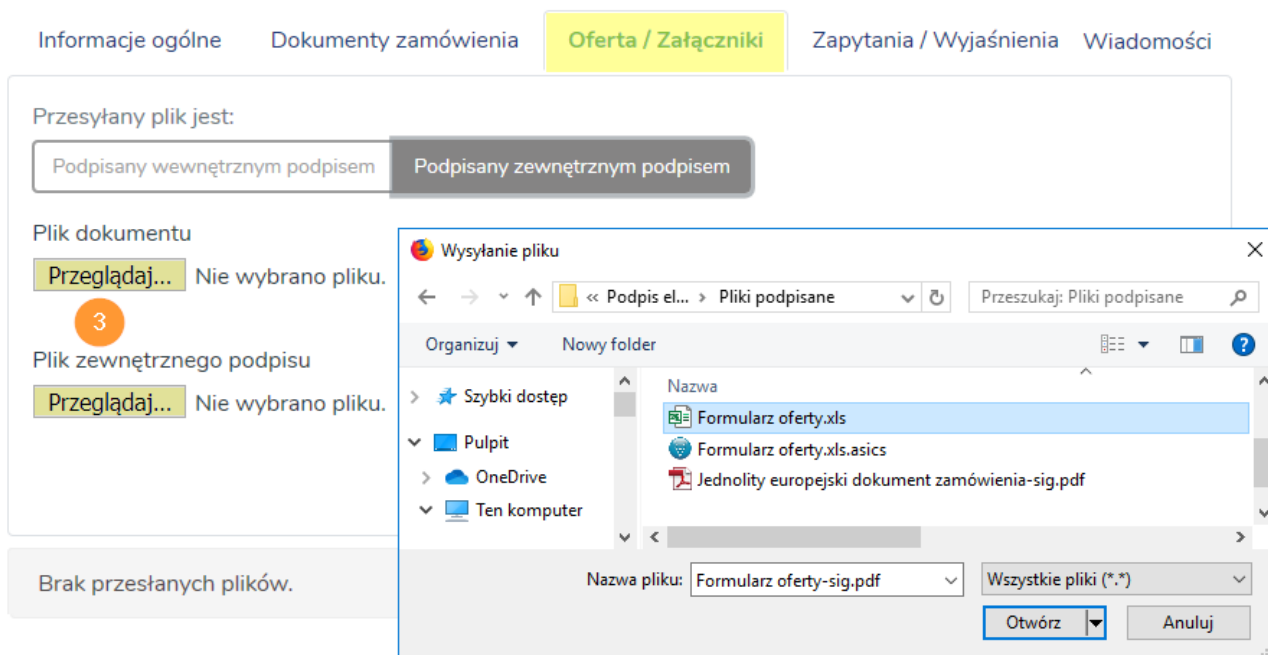 Informacje ogólne Dokumenty zamówienia Oferta / Załączniki Zapytania / Wyjaśnienia Wiadomości
Przesyłany plik jest:
Podpisany wewnętrznym podpisem Podpisany zewnętrznym podpisem
Plik dokumentu
Przeglądaj... Nie wybrano pliku.
3
Plik zewnętrznego podpisu
Przeglądaj... Nie wybrano pliku.
Brak przesłanych plików.
Wysyłanie pliku
« Podpis el... › Pliki podpisane Przeszukaj: Pliki podpisane
Organizuj Nowy folder
Szybki dostęp
Pulpit
OneDrive
Ten komputer
Nazwa
Formularz oferty.xls
Formularz oferty.xls.asics
Jednolity europejski dokument zamówienia-sig.pdf
Nazwa pliku: Formularz oferty-sig.pdf Wszystkie pliki (*.*)
Otwórz Anuluj